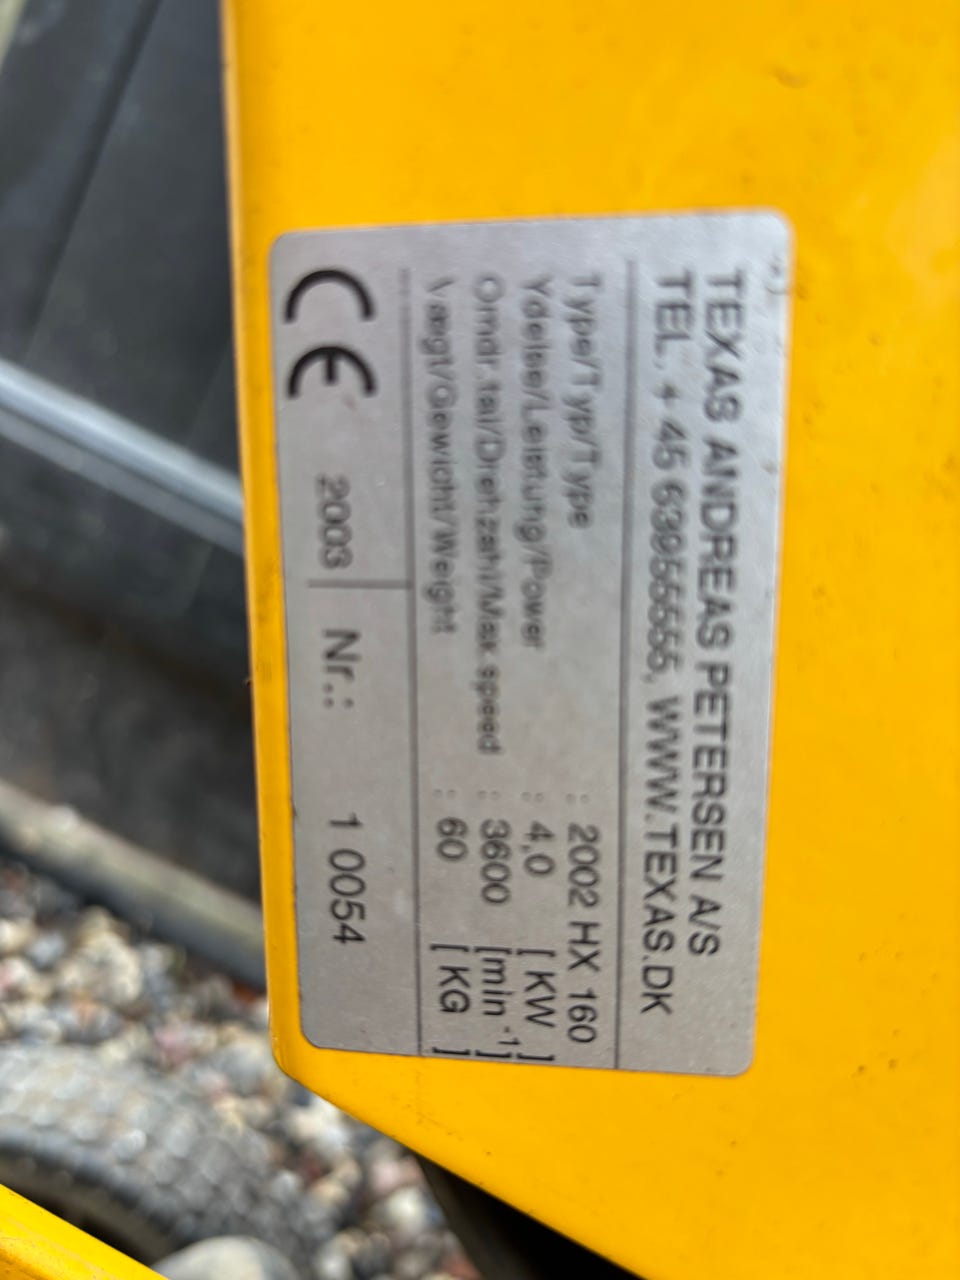 TEXAS ANDREAS PETERSEN A/S
TEL. + 45 63955555, WWW.TEXAS.DK
Type/Typ/Type : 2002 HX 160
Ydelse/Leistung/Power : 4,0 [ KW ]
Omdr.tal/Drehzahl/Max speed : 3600 [min-1]
Vægt/Gewicht/Weight : 60 [ KG ]
CE 2003 Nr.: 1 0054